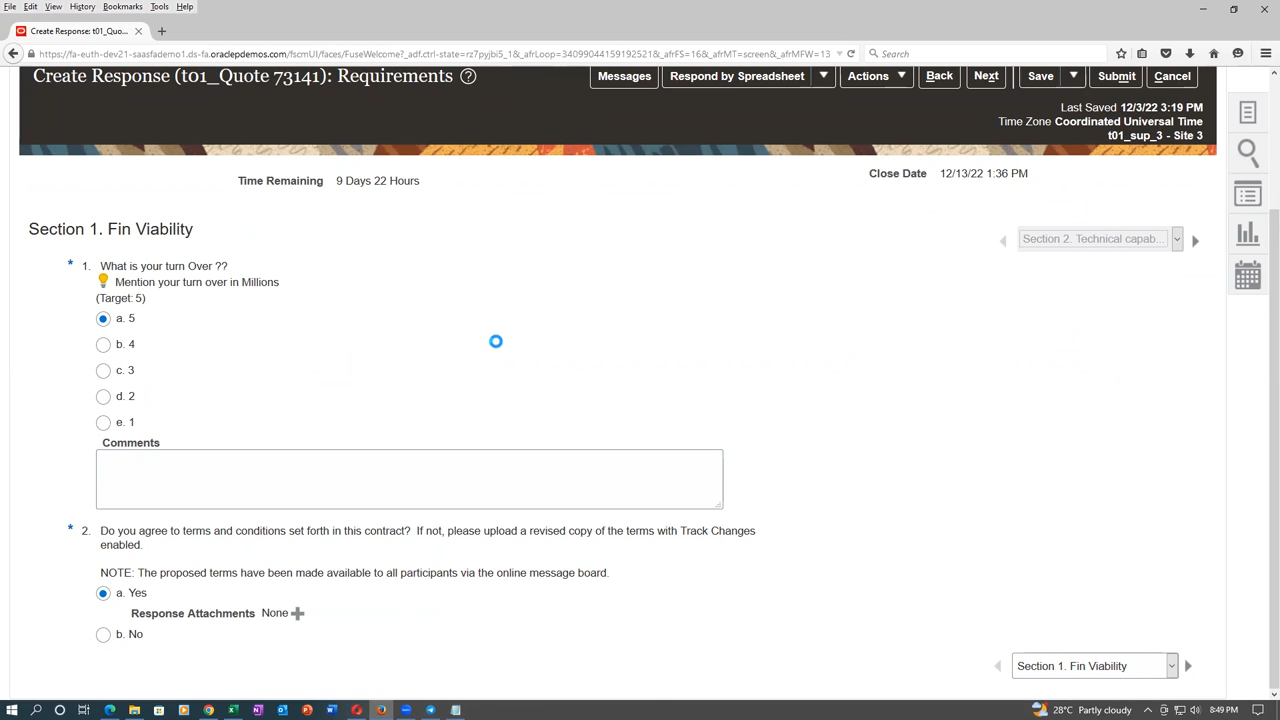 File Edit View History Bookmarks Tools Help
Create Response: t01_Quo...
https://fa-euth-dev21-saasfademo1.ds-fa.oraclepdemos.com/fscmUI/faces/FuseWelcome?_adf.ctrl-state=rz7pyjbi5_1&_afrLoop=34099044159192521&_afrFS=16&_afrMT=screen&_afrMFW=13
Search
Create Response (t01_Quote 73141): Requirements
Messages Respond by Spreadsheet Actions Back Next Save Submit Cancel
Last Saved 12/3/22 3:19 PM
Time Zone Coordinated Universal Time
t01_sup_3 - Site 3
Time Remaining 9 Days 22 Hours
Close Date 12/13/22 1:36 PM
Section 1. Fin Viability
Section 2. Technical capab...
* 1. What is your turn Over ??
Mention your turn over in Millions
(Target: 5)
a. 5
b. 4
c. 3
d. 2
e. 1
Comments
* 2. Do you agree to terms and conditions set forth in this contract? If not, please upload a revised copy of the terms with Track Changes
enabled.
NOTE: The proposed terms have been made available to all participants via the online message board.
a. Yes
Response Attachments None
b. No
Section 1. Fin Viability
28°C Partly cloudy
8:49 PM